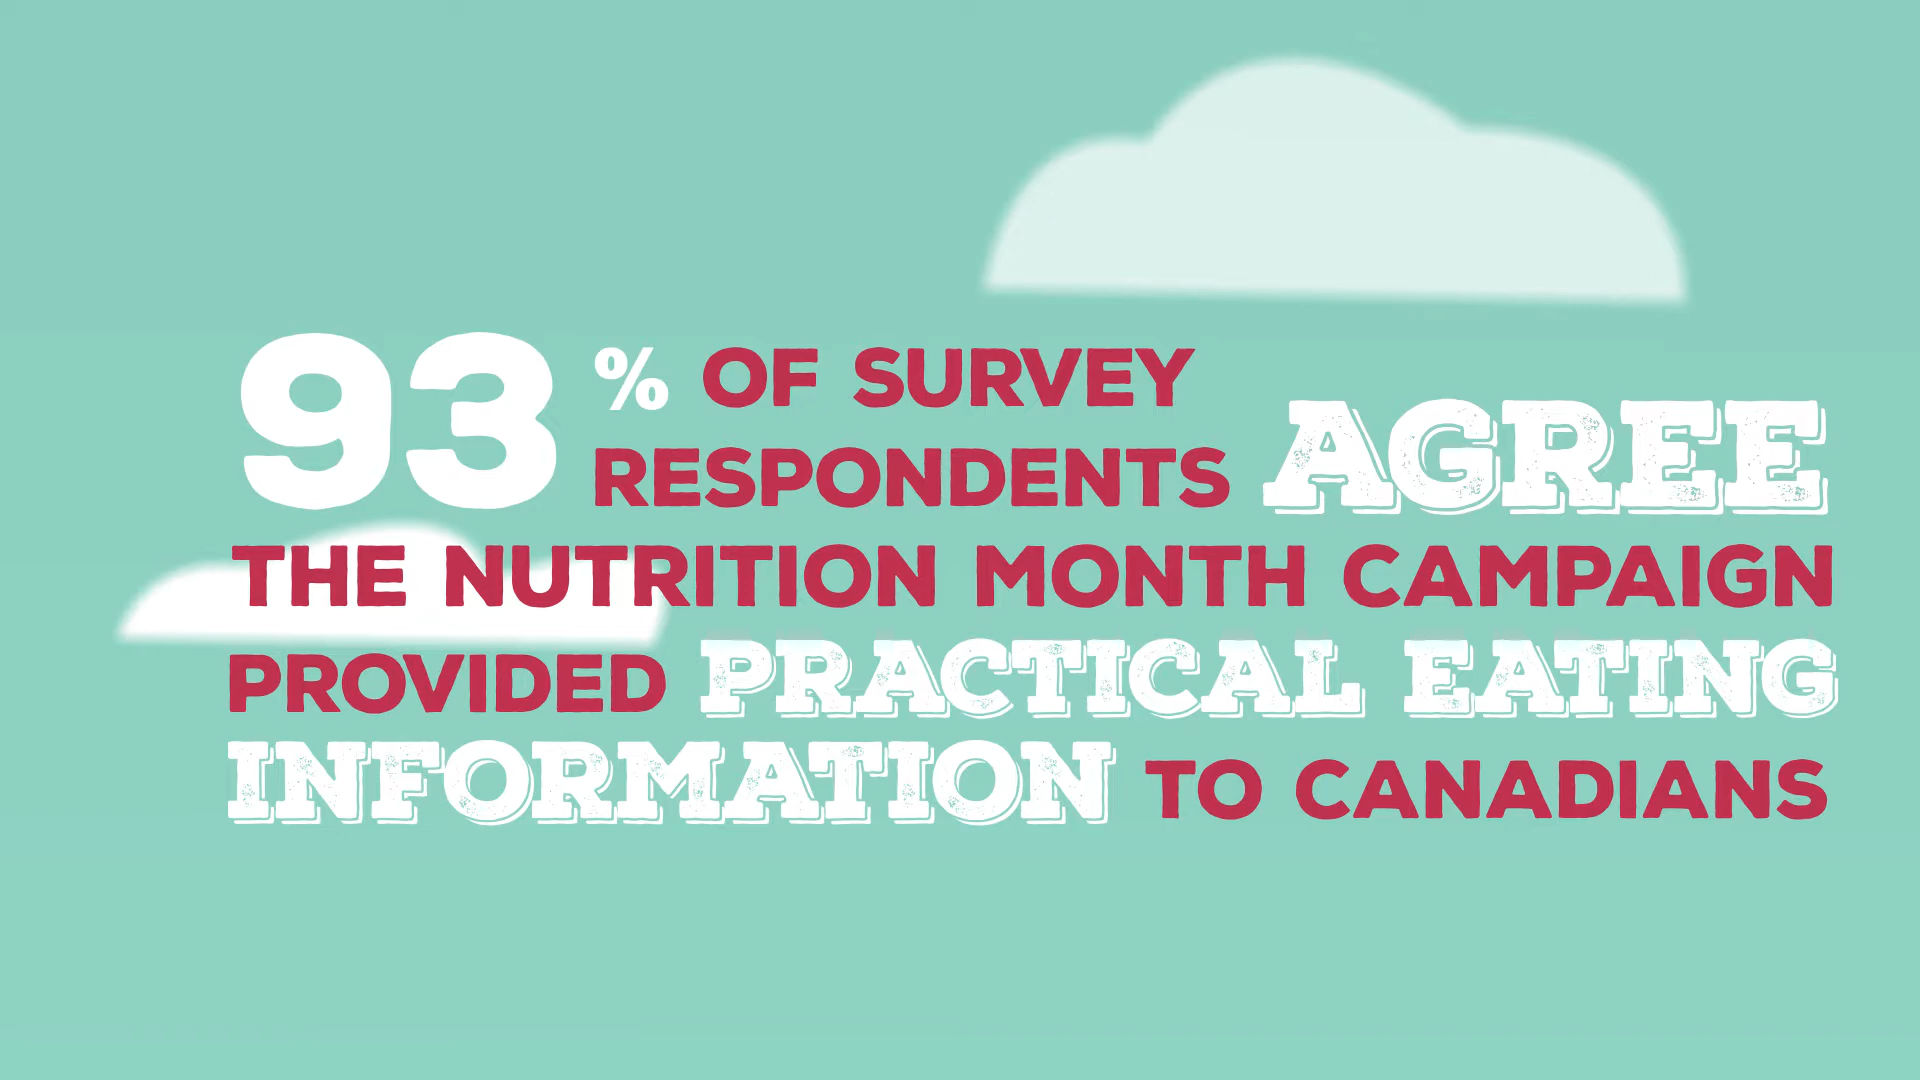 93% OF SURVEY
RESPONDENTS AGREE
THE NUTRITION MONTH CAMPAIGN
PROVIDED PRACTICAL EATING
INFORMATION TO CANADIANS